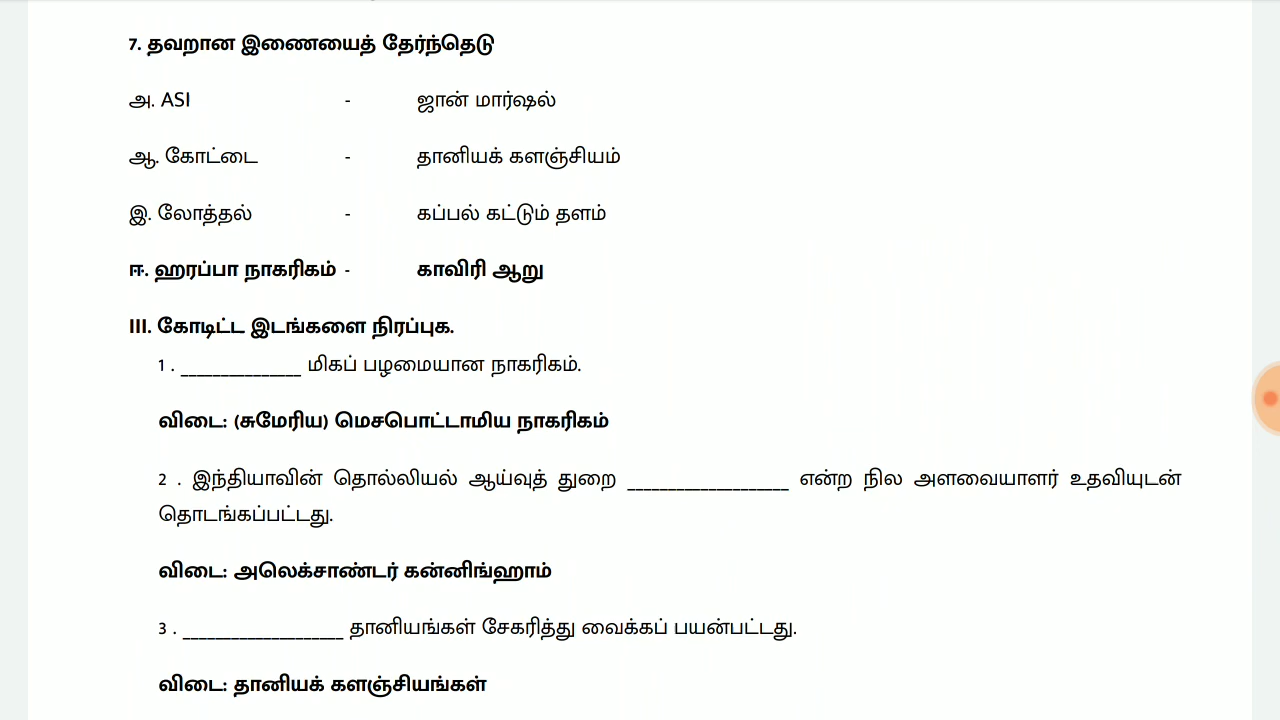 7. தவறான இணையைத் தேர்ந்தெடு
அ. ASI - ஜான் மார்ஷல்
ஆ. கோட்டை - தானியக் களஞ்சியம்
இ. லோத்தல் - கப்பல் கட்டும் தளம்
ஈ. ஹரப்பா நாகரிகம் - காவிரி ஆறு
III. கோடிட்ட இடங்களை நிரப்புக.
1 . _______________ மிகப் பழமையான நாகரிகம்.
விடை: (சுமேரிய) மெசபொட்டாமிய நாகரிகம்
2 . இந்தியாவின் தொல்லியல் ஆய்வுத் துறை ____________________ என்ற நில அளவையாளர் உதவியுடன்
தொடங்கப்பட்டது.
விடை: அலெக்சாண்டர் கன்னிங்ஹாம்
3 . ____________________ தானியங்கள் சேகரித்து வைக்கப் பயன்பட்டது.
விடை: தானியக் களஞ்சியங்கள்